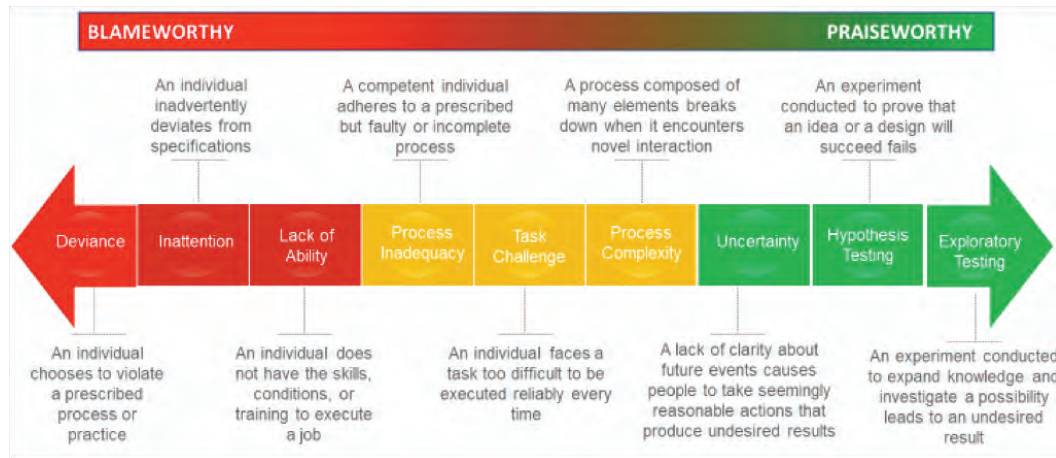 BLAMEWORTHY
PRAISEWORTHY
An individual
inadvertently
deviates from
specifications
A competent individual
adheres to a prescribed
but faulty or incomplete
process
A process composed of
many elements breaks
down when it encounters
novel interaction
An experiment
conducted to prove that
an idea or a design will
succeed fails
Deviance
Inattention
Lack of
Ability
Process
Inadequacy
Task
Challenge
Process
Complexity
Uncertainty
Hypothesis
Testing
Exploratory
Testing
An individual
chooses to violate
a prescribed
process or
practice
An individual does
not have the skills,
conditions, or
training to execute
a job
An individual faces a
task too difficult to be
executed reliably every
time
A lack of clarity about
future events causes
people to take seemingly
reasonable actions that
produce undesired results
An experiment conducted
to expand knowledge and
investigate a possibility
leads to an undesired
result